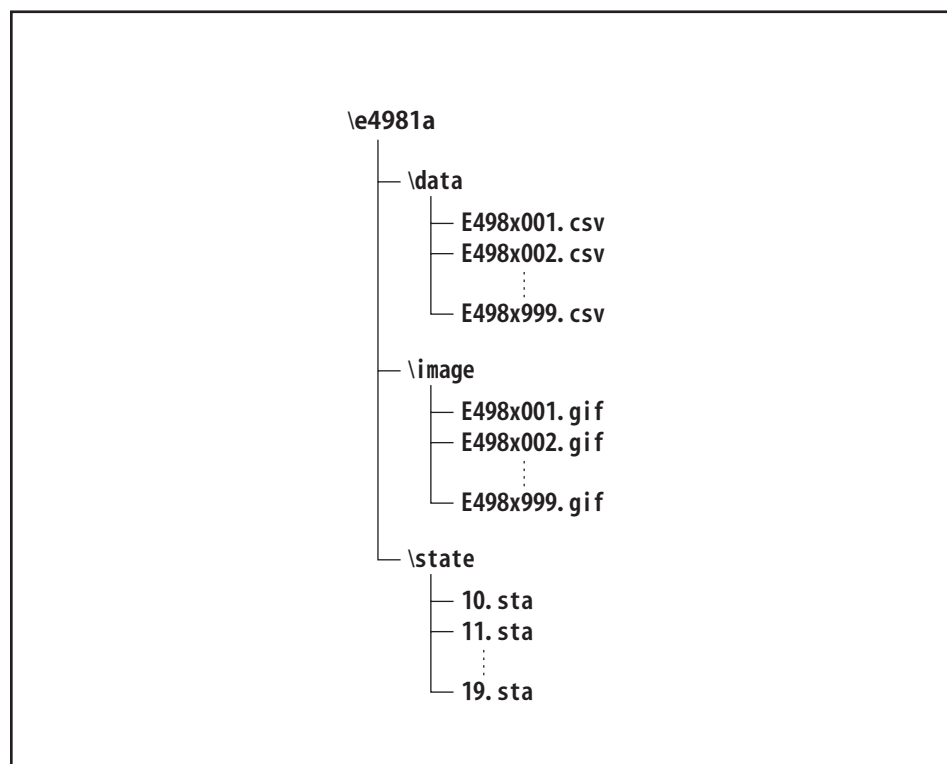 \e4981a
\data
E498x001.csv
E498x002.csv
E498x999.csv
\image
E498x001.gif
E498x002.gif
E498x999.gif
\state
10.sta
11.sta
19.sta